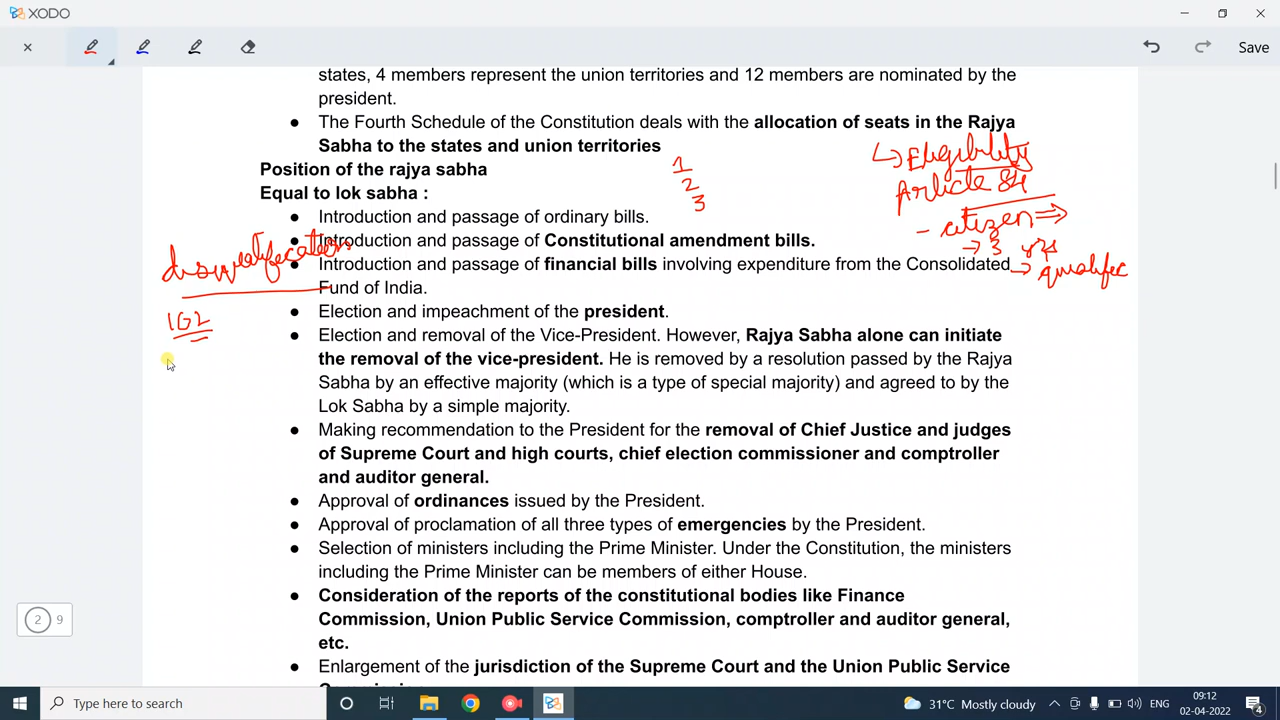 XODO
Save
states, 4 members represent the union territories and 12 members are nominated by the
president.
● The Fourth Schedule of the Constitution deals with the allocation of seats in the Rajya
Sabha to the states and union territories
↳ Eligibility
Article 84
- citizen ⇒
→ 3 yrs
→ qualific
1
2
3
Position of the rajya sabha
Equal to lok sabha :
● Introduction and passage of ordinary bills.
● Introduction and passage of Constitutional amendment bills.
● Introduction and passage of financial bills involving expenditure from the Consolidated
Fund of India.
disqualification
102
● Election and impeachment of the president.
● Election and removal of the Vice-President. However, Rajya Sabha alone can initiate
the removal of the vice-president. He is removed by a resolution passed by the Rajya
Sabha by an effective majority (which is a type of special majority) and agreed to by the
Lok Sabha by a simple majority.
● Making recommendation to the President for the removal of Chief Justice and judges
of Supreme Court and high courts, chief election commissioner and comptroller
and auditor general.
● Approval of ordinances issued by the President.
● Approval of proclamation of all three types of emergencies by the President.
● Selection of ministers including the Prime Minister. Under the Constitution, the ministers
including the Prime Minister can be members of either House.
● Consideration of the reports of the constitutional bodies like Finance
Commission, Union Public Service Commission, comptroller and auditor general,
etc.
● Enlargement of the jurisdiction of the Supreme Court and the Union Public Service
2 9
Type here to search
31°C Mostly cloudy
ENG
09:12
02-04-2022
4